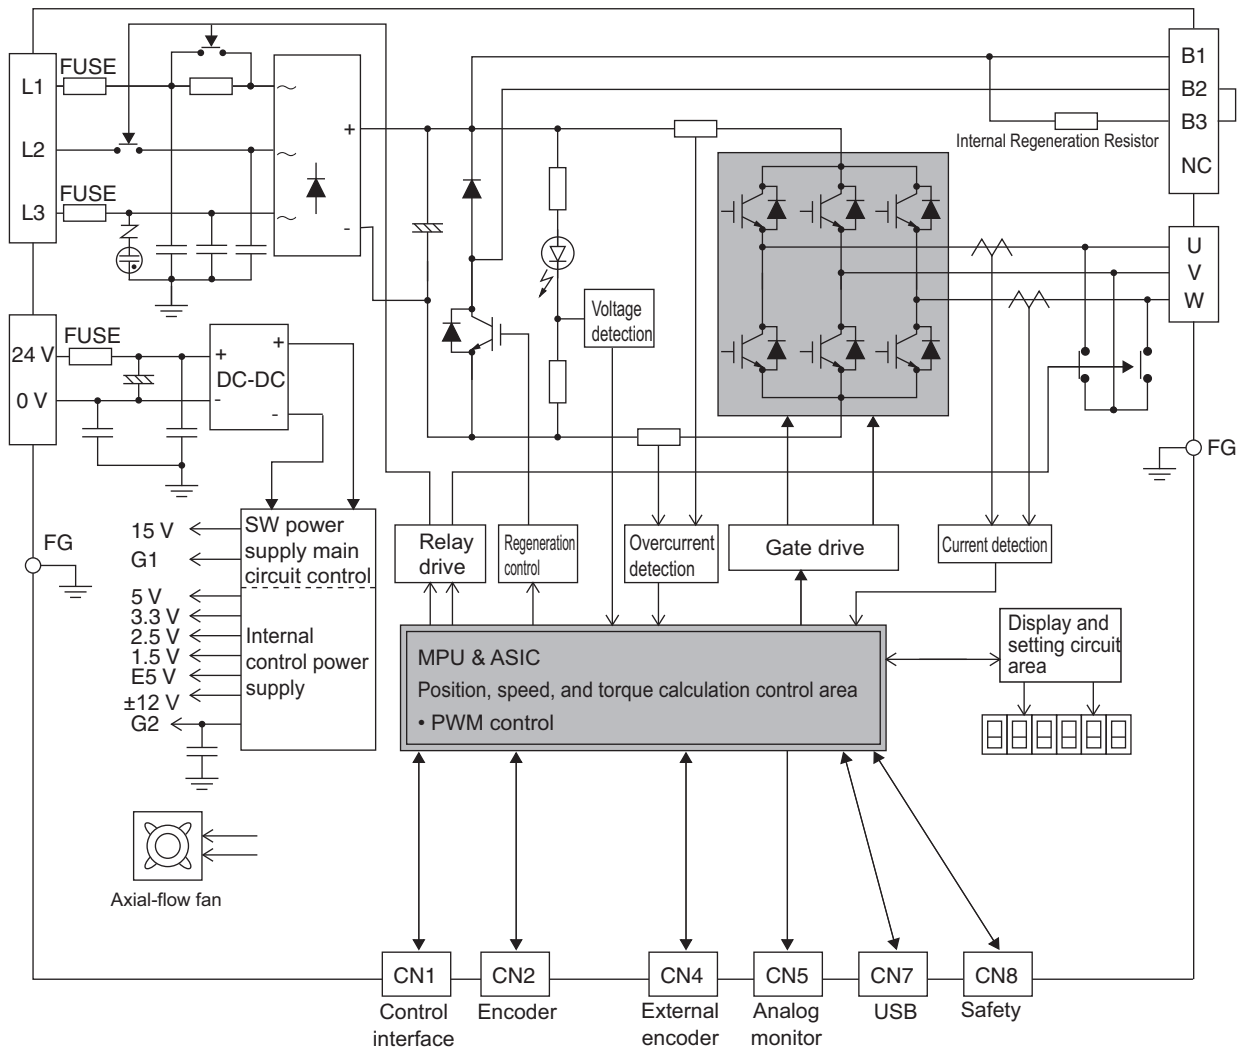 FUSE
L1
L2
FUSE
L3
+
-
B1
B2
B3
Internal Regeneration Resistor
NC
U
V
W
Voltage
detection
FUSE
24 V
0 V
+
+
DC-DC
-
-
FG
FG
15 V
G1
5 V
3.3 V
2.5 V
1.5 V
E5 V
±12 V
G2
SW power
supply main
circuit control
Internal
control power
supply
Relay
drive
Regeneration
control
Overcurrent
detection
Gate drive
Current detection
MPU & ASIC
Position, speed, and torque calculation control area
• PWM control
Display and
setting circuit
area
Axial-flow fan
CN1
CN2
CN4
CN5
CN7
CN8
Control
interface
Encoder
External
encoder
Analog
monitor
USB
Safety